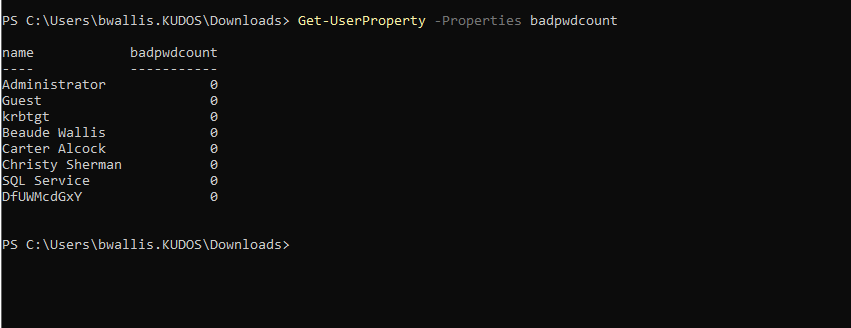 PS C:\Users\bwallis.KUDOS\Downloads> Get-UserProperty -Properties badpwdcount
name badpwdcount
---- -----------
Administrator 0
Guest 0
krbtgt 0
Beaude Wallis 0
Carter Alcock 0
Christy Sherman 0
SQL Service 0
DfUWMcdGxY 0
PS C:\Users\bwallis.KUDOS\Downloads>